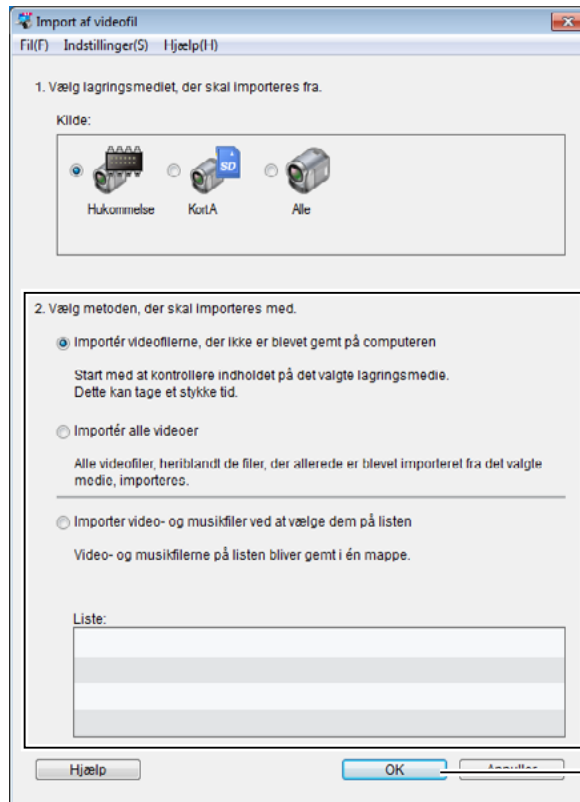 Import af videofil
Fil(F) Indstillinger(S) Hjælp(H)
1. Vælg lagringsmediet, der skal importeres fra.
Kilde:
SD
Hukommelse KortA Alle
2. Vælg metoden, der skal importeres med.
Importér videofilerne, der ikke er blevet gemt på computeren
Start med at kontrollere indholdet på det valgte lagringsmedie.
Dette kan tage et stykke tid.
Importér alle videoer
Alle videofiler, heriblandt de filer, der allerede er blevet importeret fra det valgte
medie, importeres.
Importer video- og musikfiler ved at vælge dem på listen
Video- og musikfilerne på listen bliver gemt i én mappe.
Liste:
Hjælp OK Annuller